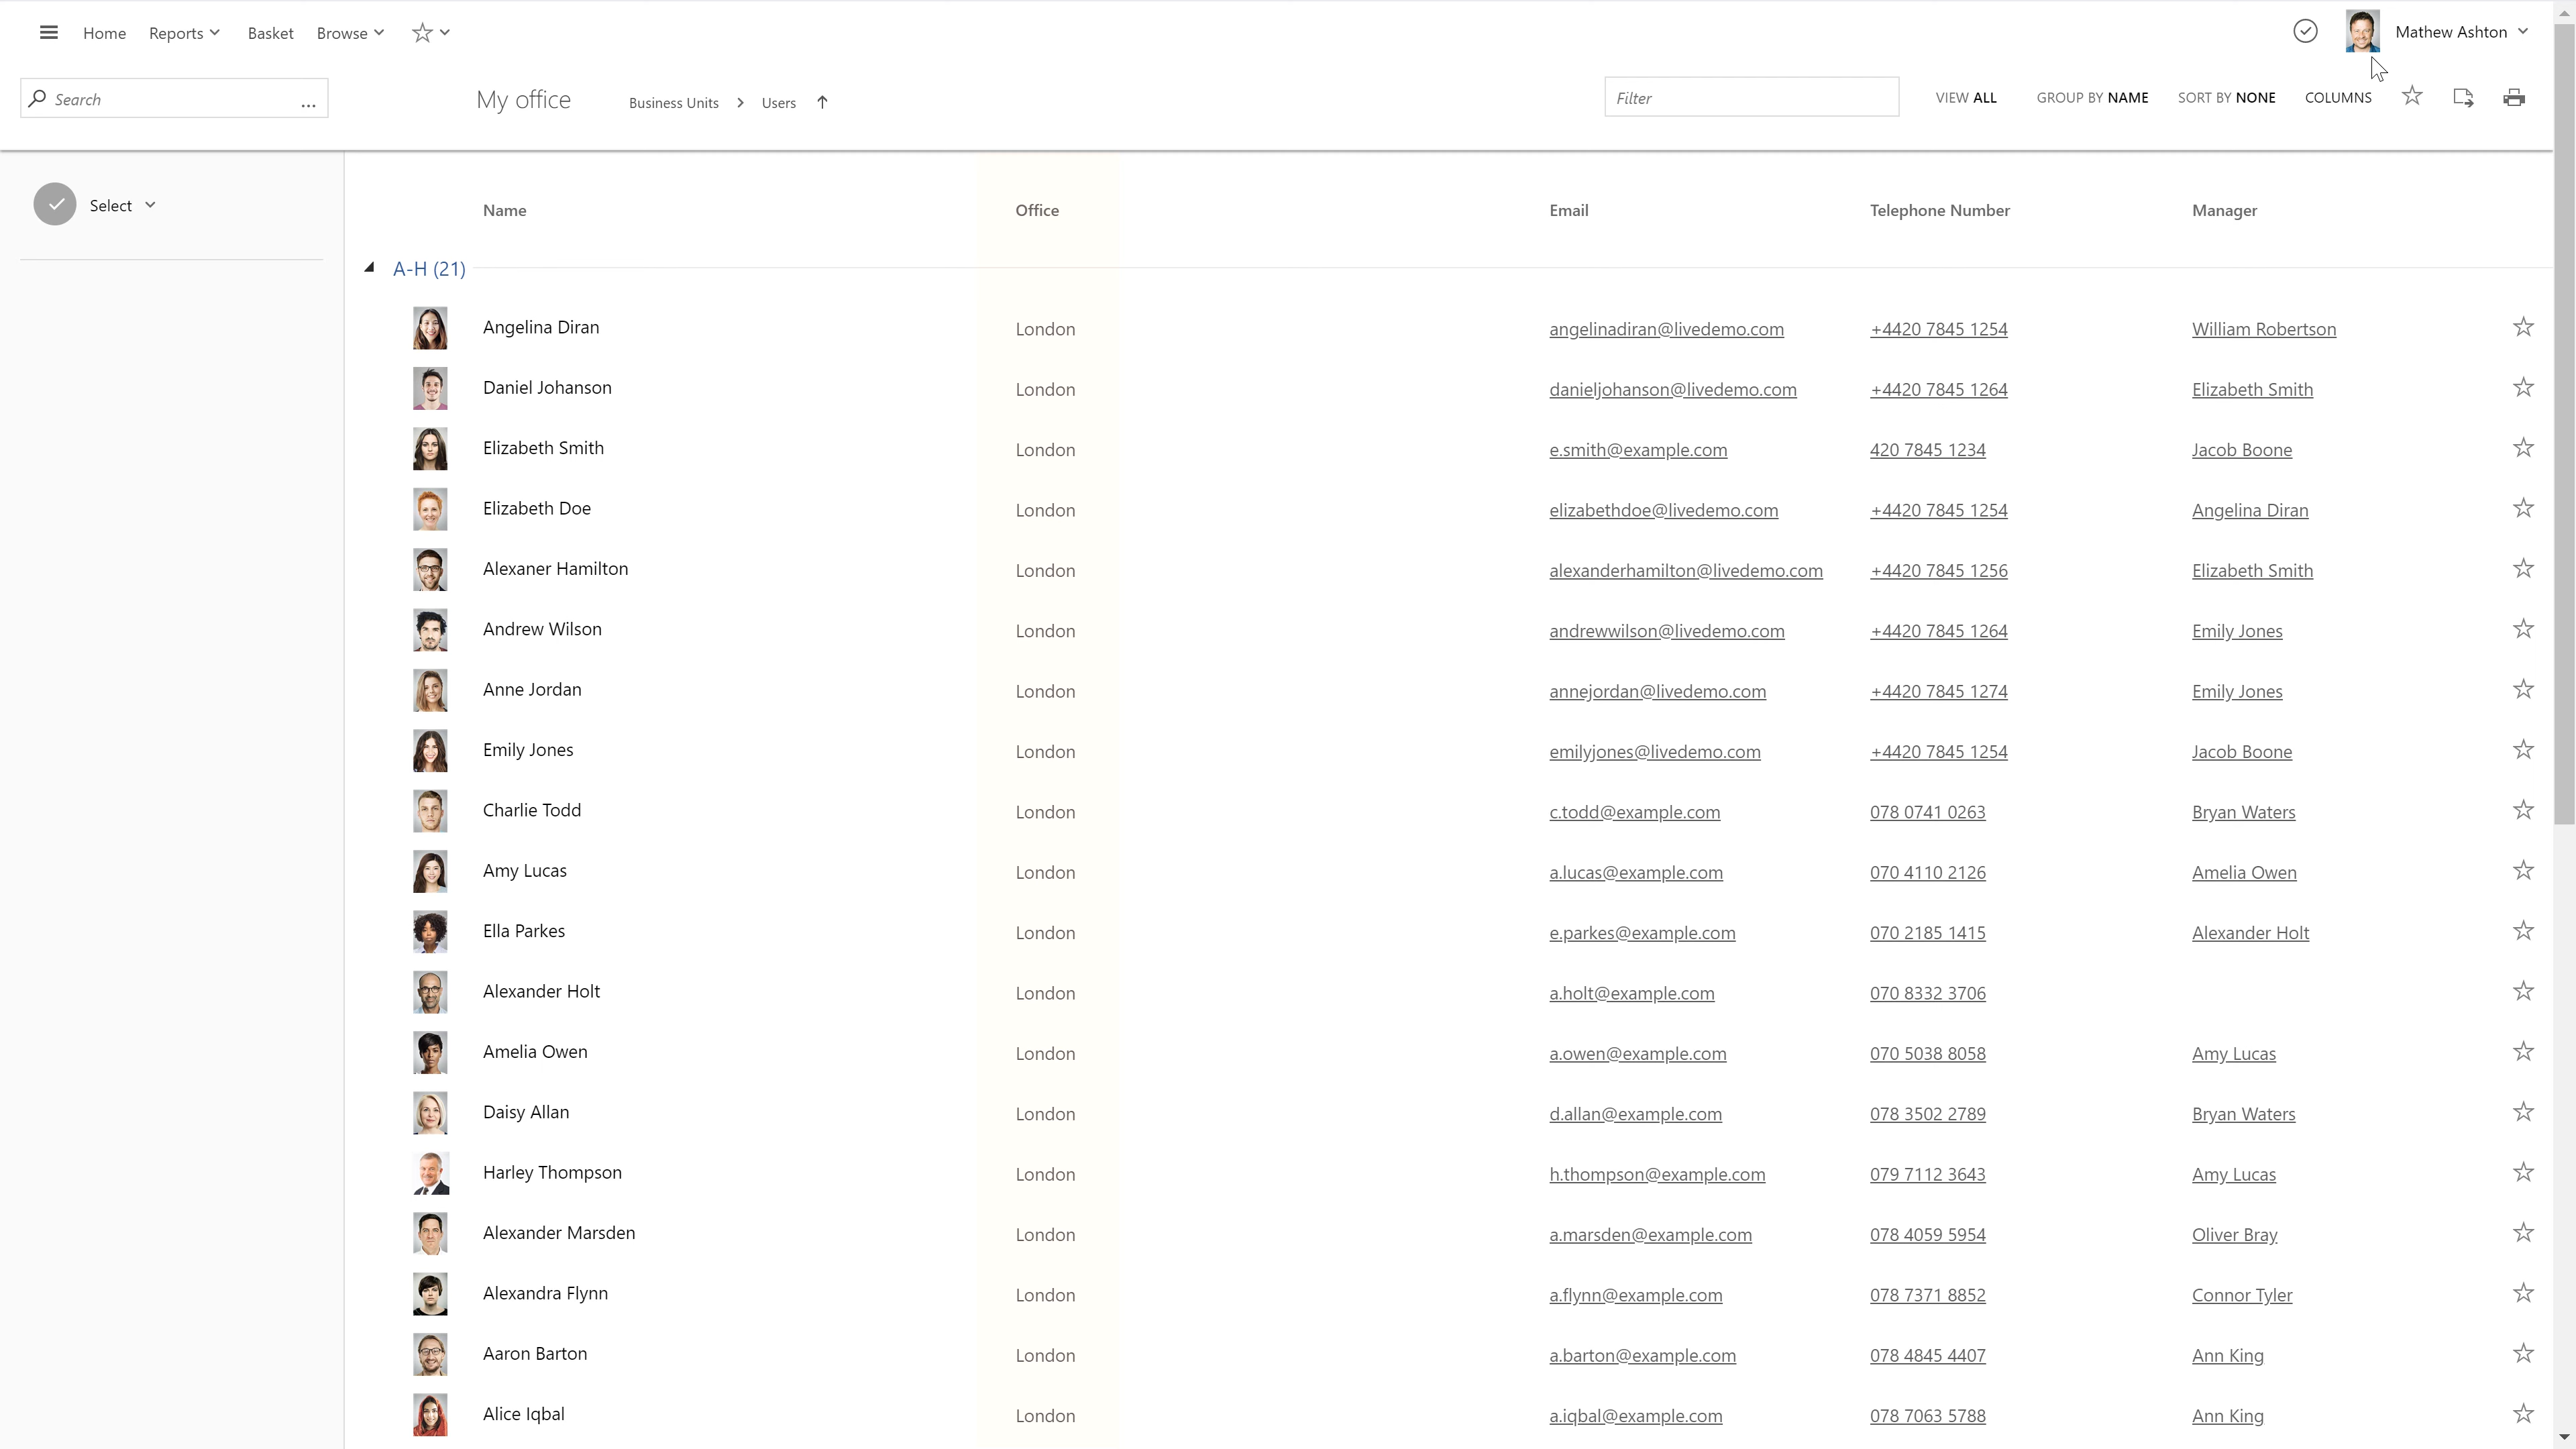 Home Reports Basket Browse Mathew Ashton
Search ... My office Business Units > Users Filter VIEW ALL GROUP BY NAME SORT BY NONE COLUMNS
Select
Name Office Email Telephone Number Manager
A-H (21)
Angelina Diran London angelinadiran@livedemo.com +4420 7845 1254 William Robertson
Daniel Johanson London danieljohanson@livedemo.com +4420 7845 1264 Elizabeth Smith
Elizabeth Smith London e.smith@example.com 420 7845 1234 Jacob Boone
Elizabeth Doe London elizabethdoe@livedemo.com +4420 7845 1254 Angelina Diran
Alexaner Hamilton London alexanderhamilton@livedemo.com +4420 7845 1256 Elizabeth Smith
Andrew Wilson London andrewwilson@livedemo.com +4420 7845 1264 Emily Jones
Anne Jordan London annejordan@livedemo.com +4420 7845 1274 Emily Jones
Emily Jones London emilyjones@livedemo.com +4420 7845 1254 Jacob Boone
Charlie Todd London c.todd@example.com 078 0741 0263 Bryan Waters
Amy Lucas London a.lucas@example.com 070 4110 2126 Amelia Owen
Ella Parkes London e.parkes@example.com 070 2185 1415 Alexander Holt
Alexander Holt London a.holt@example.com 070 8332 3706
Amelia Owen London a.owen@example.com 070 5038 8058 Amy Lucas
Daisy Allan London d.allan@example.com 078 3502 2789 Bryan Waters
Harley Thompson London h.thompson@example.com 079 7112 3643 Amy Lucas
Alexander Marsden London a.marsden@example.com 078 4059 5954 Oliver Bray
Alexandra Flynn London a.flynn@example.com 078 7371 8852 Connor Tyler
Aaron Barton London a.barton@example.com 078 4845 4407 Ann King
Alice Iqbal London a.iqbal@example.com 078 7063 5788 Ann King